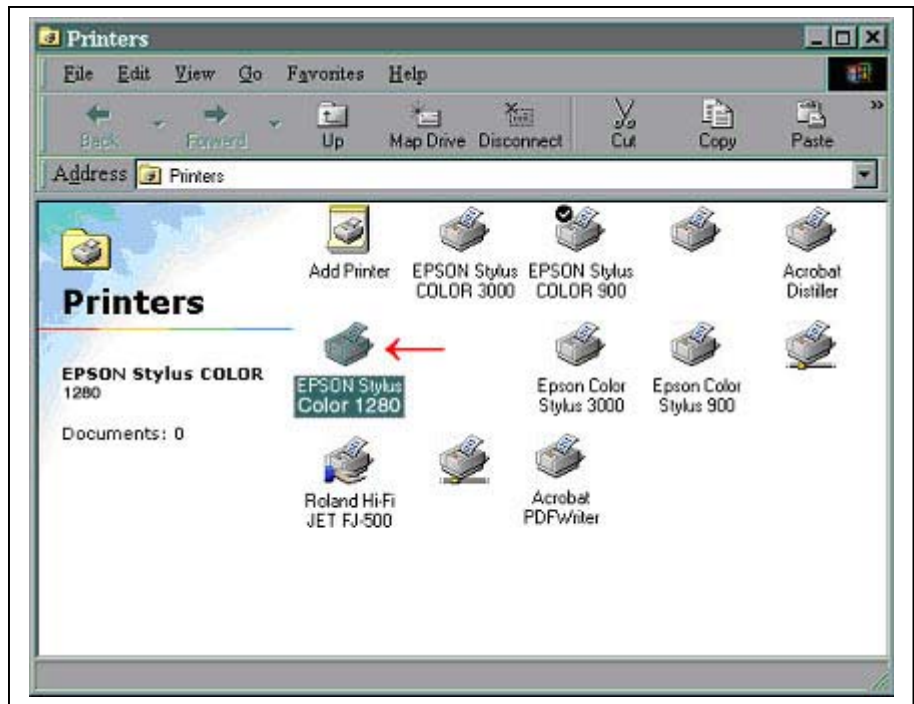 Printers
File Edit View Go Favorites Help
Back Forward Up Map Drive Disconnect Cut Copy Paste »
Address Printers
Printers
EPSON Stylus COLOR
1280
Documents: 0
Add Printer
EPSON Stylus
COLOR 3000
EPSON Stylus
COLOR 900
Acrobat
Distiller
EPSON Stylus
Color 1280
Epson Color
Stylus 3000
Epson Color
Stylus 900
Roland Hi-Fi
JET FJ-500
Acrobat
PDFWriter